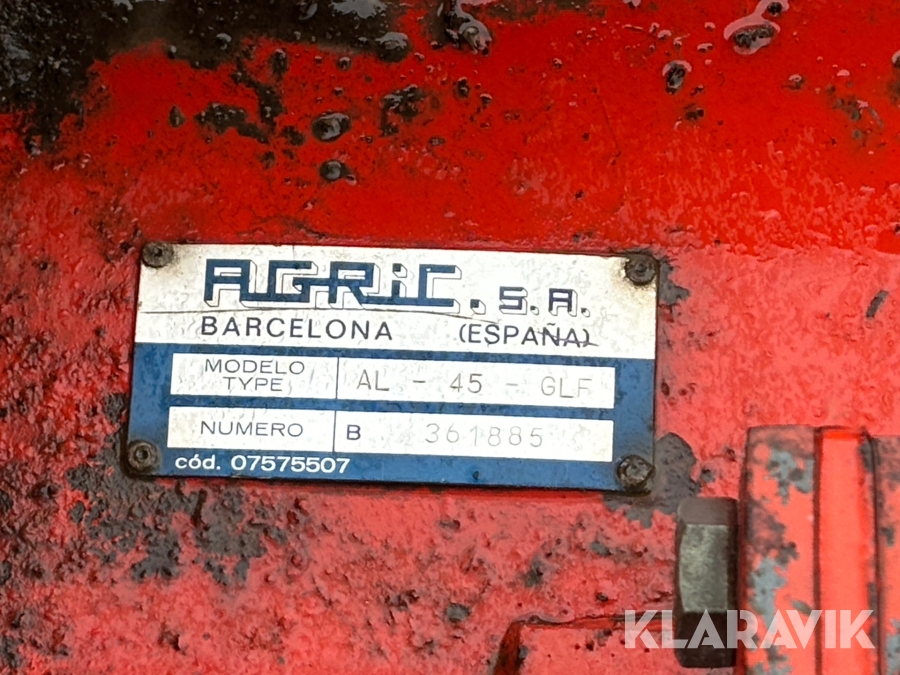 AGRiC, S.A.
BARCELONA (ESPAÑA)
MODELO TYPE AL - 45 - GLF
NUMERO B 361885
cód. 07575507
KLARAVIK